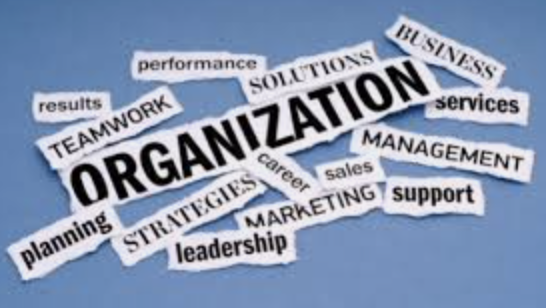 BUSINESS
performance
SOLUTIONS
results
TEAMWORK
ORGANIZATION
services
MANAGEMENT
career
sales
STRATEGIES
MARKETING
support
planning
leadership